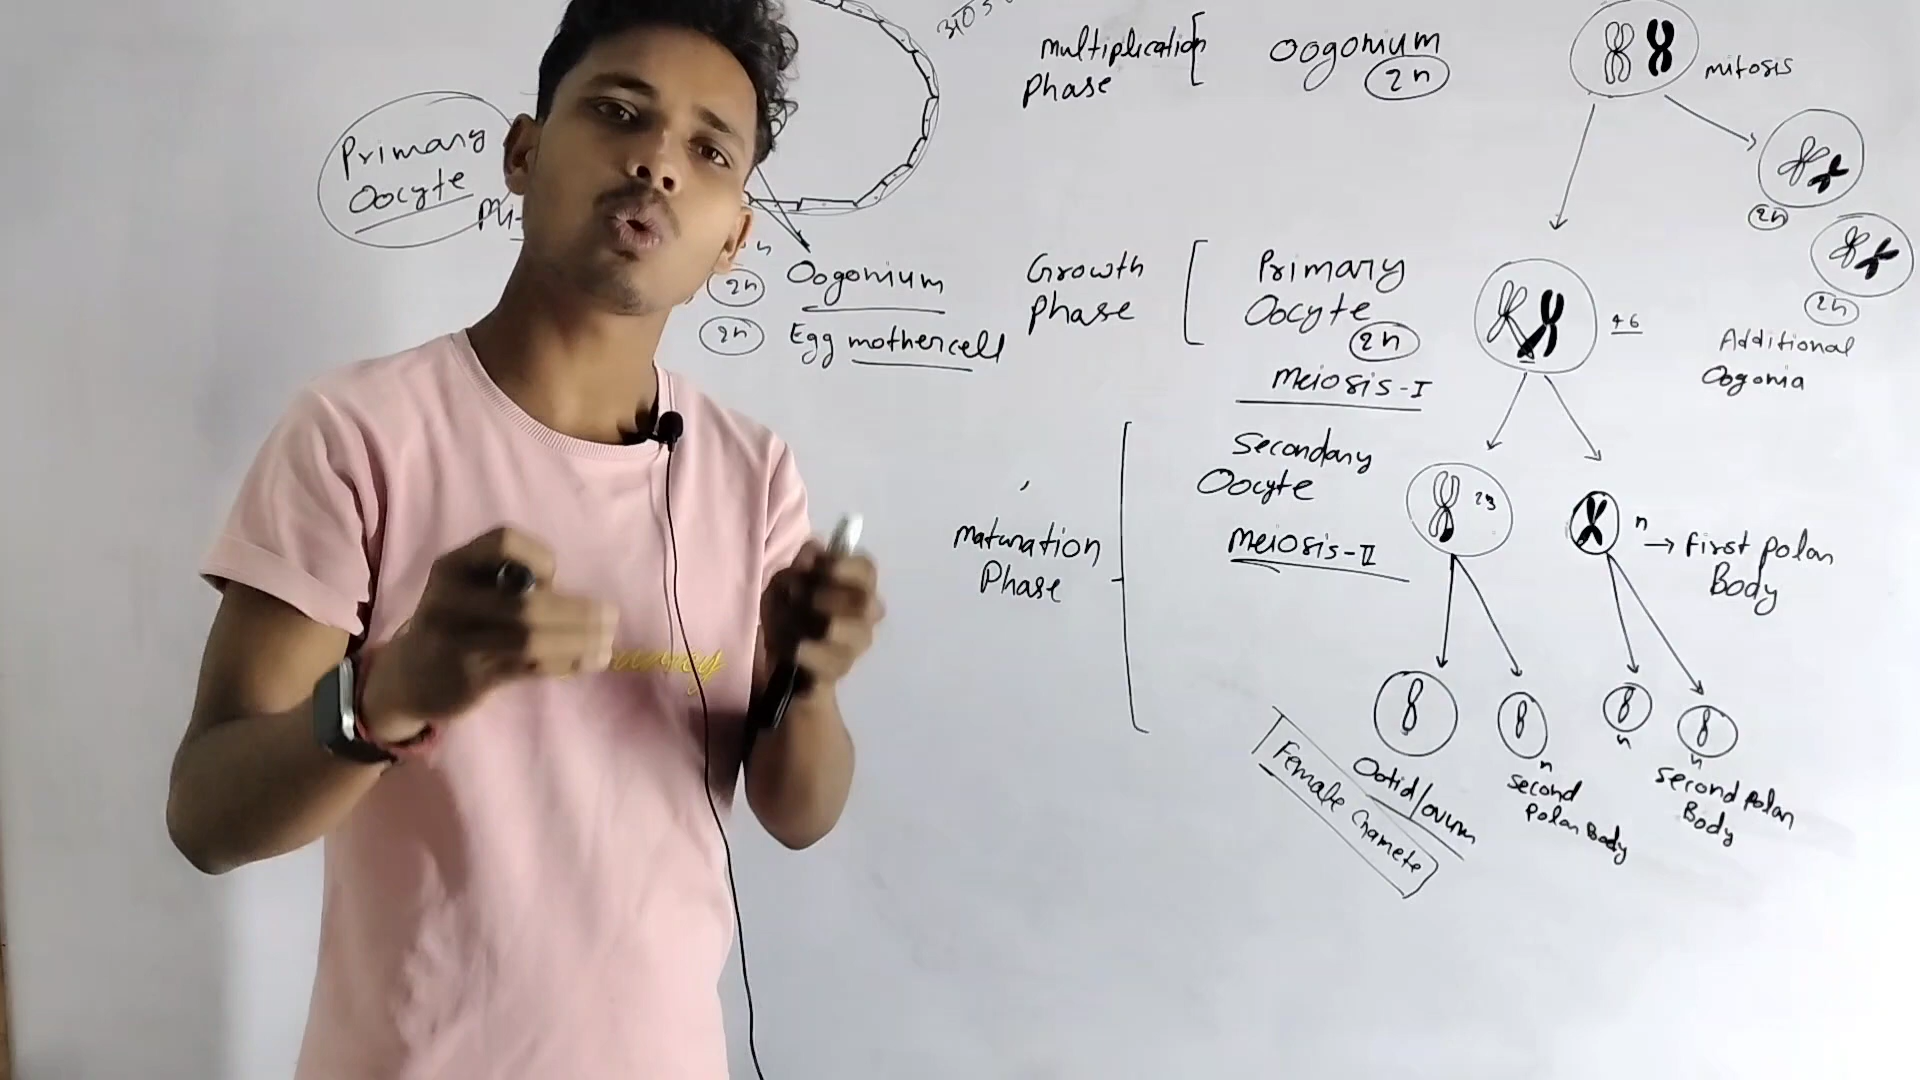 Primary
Oocyte
Mi-
2n Oogonium
2n Egg mothercell
Multiplication
Phase
Oogonium
2n
mitosis
2n
2n
Additional
Oogonia
Growth
Phase
Primary
Oocyte
2n
46
Meiosis-I
Maturation
Phase
Secondary
Oocyte
Meiosis-II
23
n
→ First Polar
Body
Ootid/ovum
Female Gamete
n
second
Polar Body
n
n
second Polar
Body